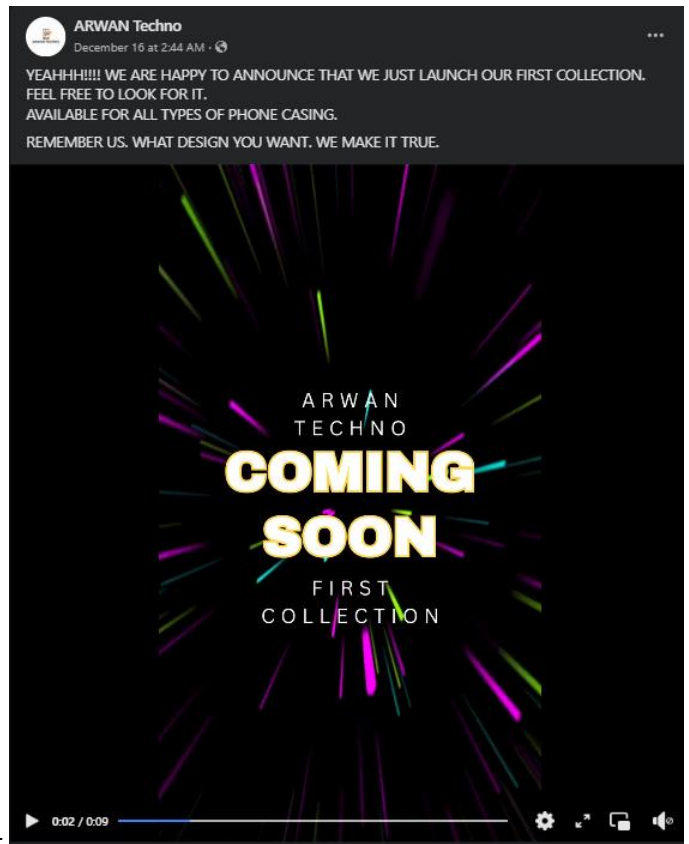 ARWAN Techno
December 16 at 2:44 AM ·
YEAHHH!!!! WE ARE HAPPY TO ANNOUNCE THAT WE JUST LAUNCH OUR FIRST COLLECTION.
FEEL FREE TO LOOK FOR IT.
AVAILABLE FOR ALL TYPES OF PHONE CASING.
REMEMBER US. WHAT DESIGN YOU WANT. WE MAKE IT TRUE.
ARWAN
TECHNO
COMING
SOON
FIRST
COLLECTION
0:02 / 0:09